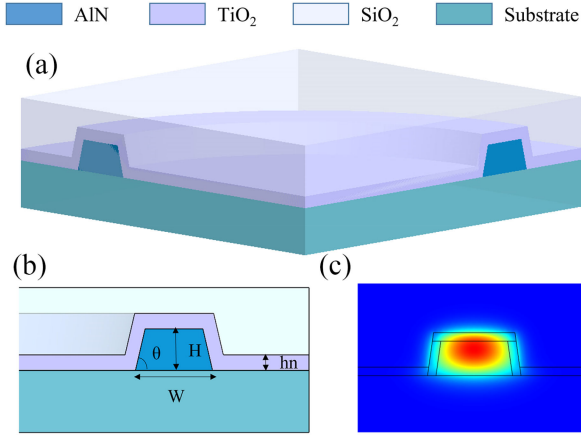 AlN TiO₂ SiO₂ Substrate
(a)
(b) (c)
θ H hn
W